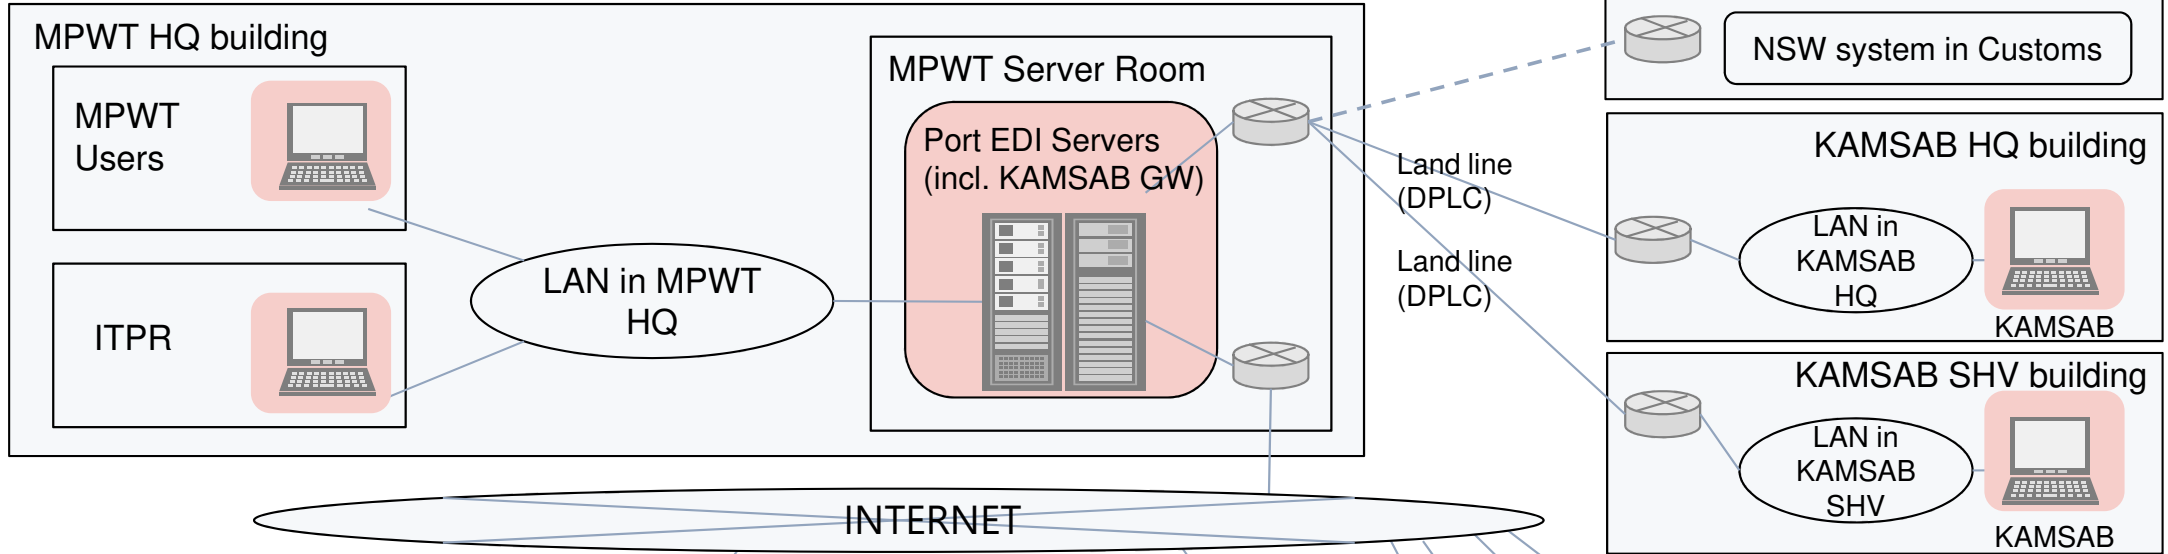 MPWT HQ building
MPWT
Users
ITPR
LAN in MPWT
HQ
MPWT Server Room
Port EDI Servers
(incl. KAMSAB GW)
Land line
(DPLC)
Land line
(DPLC)
NSW system in Customs
KAMSAB HQ building
LAN in
KAMSAB
HQ
KAMSAB
KAMSAB SHV building
LAN in
KAMSAB
SHV
KAMSAB
INTERNET